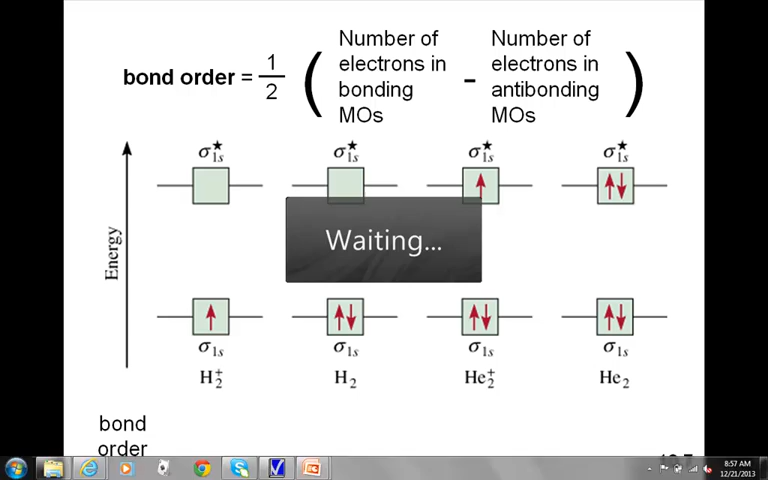 Number of Number of
bond order = 1/2 ( electrons in - electrons in )
bonding antibonding
MOs MOs
σ★1s σ★1s σ★1s σ★1s
Waiting...
Energy
σ1s σ1s σ1s σ1s
H2+ H2 He2+ He2
bond
order
8:57 AM
12/21/2013